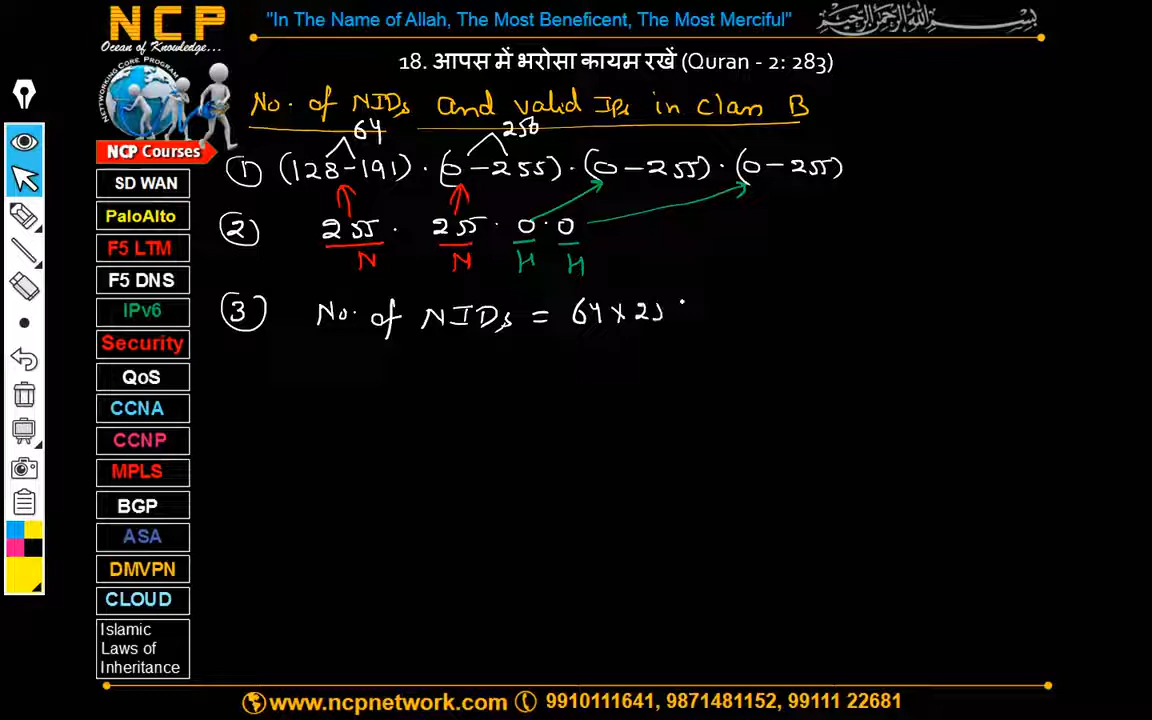 NCP
Ocean of Knowledge...
NETWORKING CORE PROGRAM
"In The Name of Allah, The Most Beneficent, The Most Merciful"
18. आपस में भरोसा कायम रखें (Quran - 2: 283)
No. of NIDs and valid IPs in Class B
64
256
① (128-191) . (0-255) . (0-255) . (0-255)
② 255 . 255 . 0 . 0
N N H H
③ No. of NIDs = 64 x 25
NCP Courses
SD WAN
PaloAlto
F5 LTM
F5 DNS
IPv6
Security
QoS
CCNA
CCNP
MPLS
BGP
ASA
DMVPN
CLOUD
Islamic
Laws of
Inheritance
www.ncpnetwork.com 9910111641, 9871481152, 99111 22681